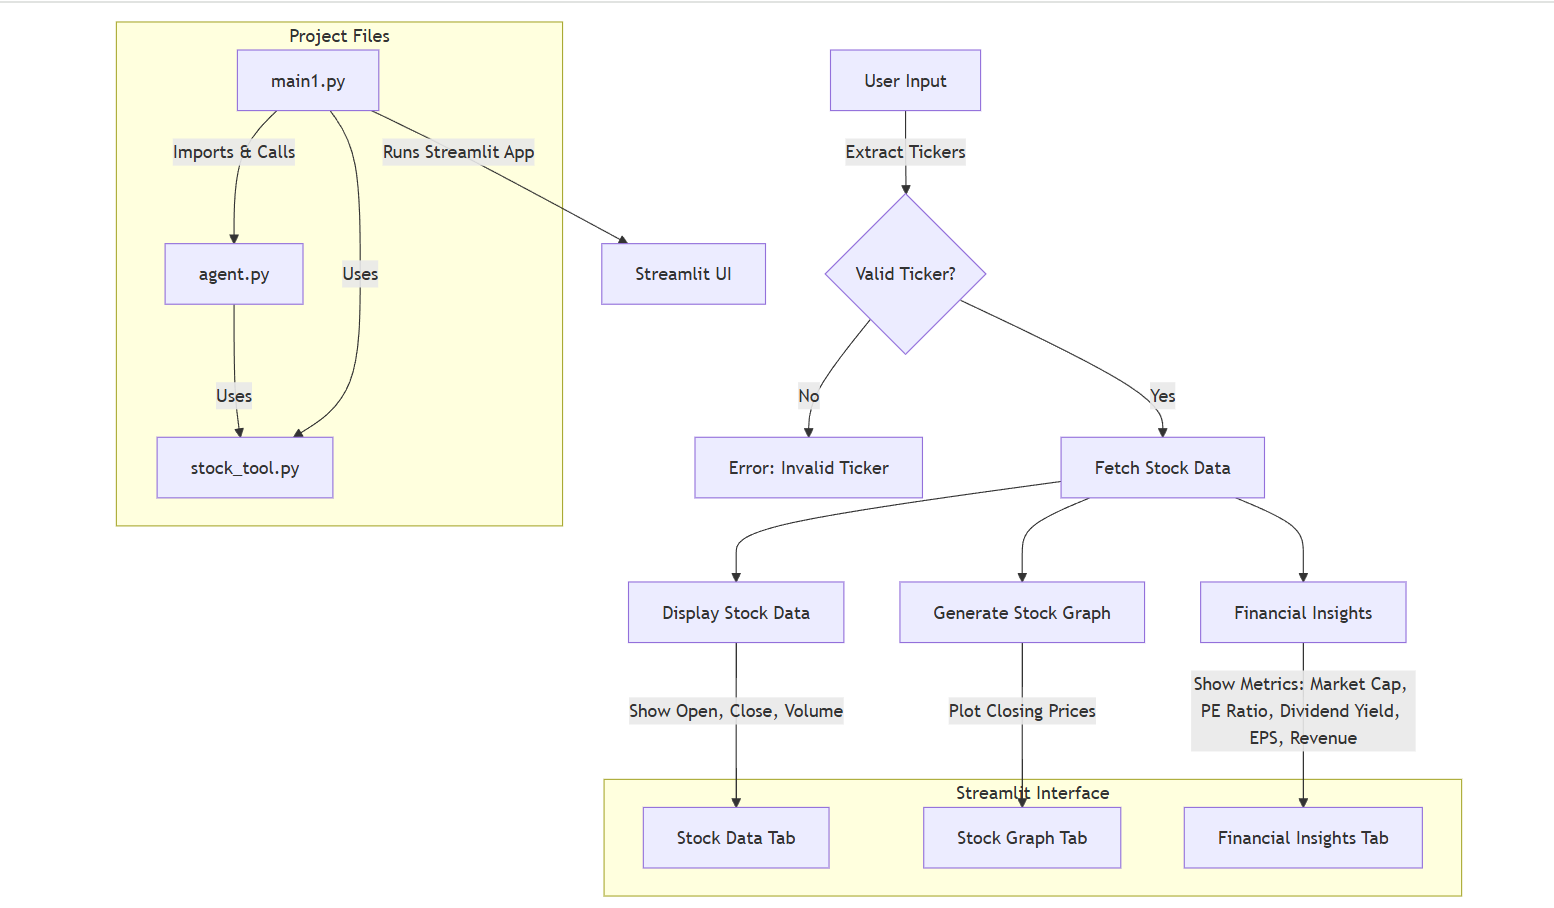 Project Files
main1.py
User Input
Imports & Calls
Runs Streamlit App
Extract Tickers
agent.py
Uses
Streamlit UI
Valid Ticker?
Uses
No
Yes
stock_tool.py
Error: Invalid Ticker
Fetch Stock Data
Display Stock Data
Generate Stock Graph
Financial Insights
Show Open, Close, Volume
Plot Closing Prices
Show Metrics: Market Cap,
PE Ratio, Dividend Yield,
EPS, Revenue
Streamlit Interface
Stock Data Tab
Stock Graph Tab
Financial Insights Tab